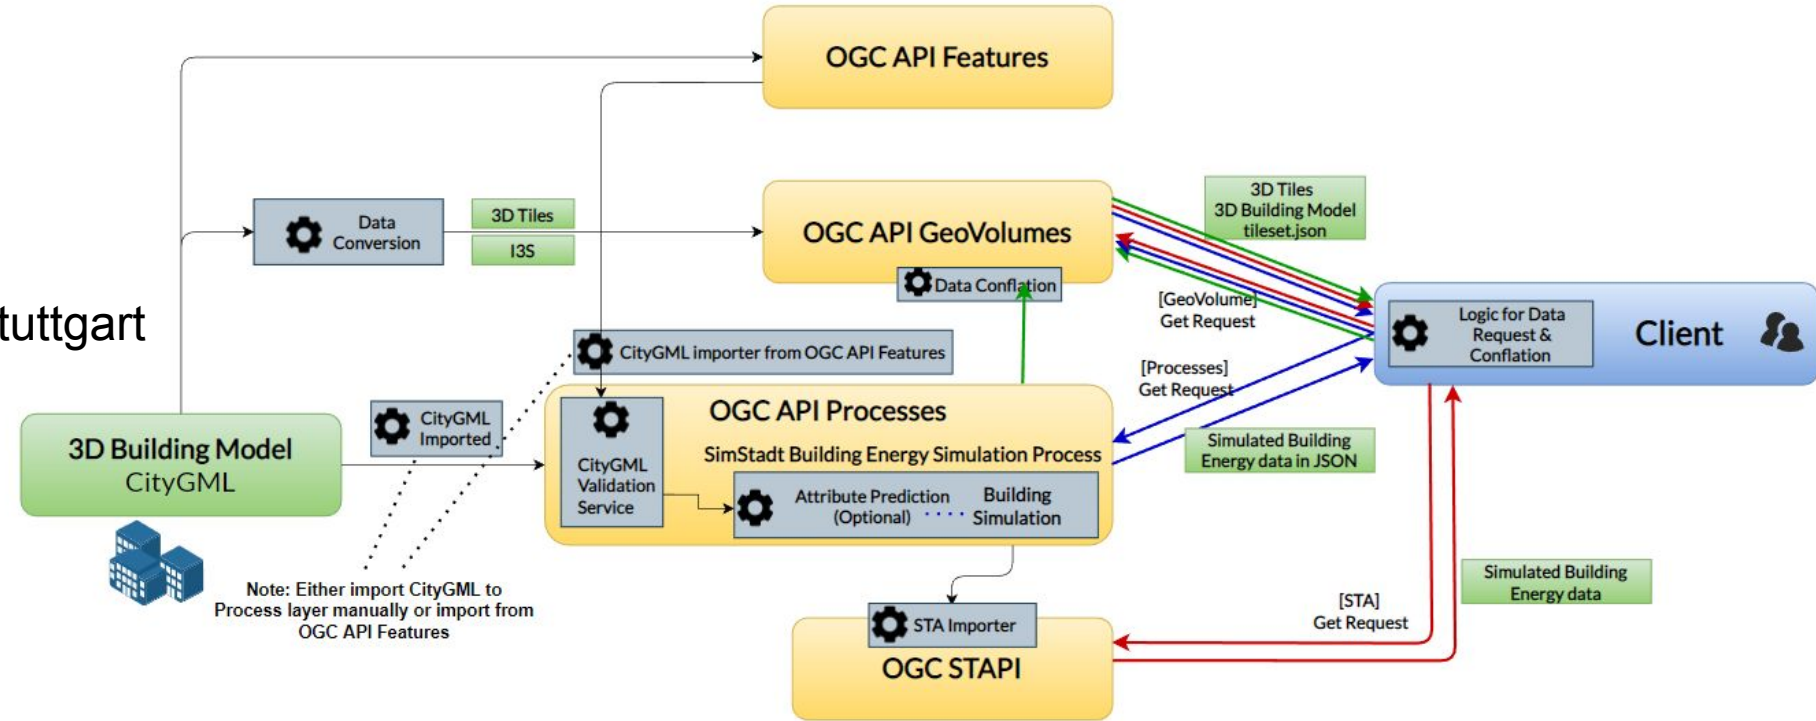 OGC API Features
3D Tiles
3D Building Model
tileset.json
Data
Conversion
3D Tiles
I3S
OGC API GeoVolumes
Data Conflation
[GeoVolume]
Get Request
Logic for Data
Request &
Conflation
Client
tuttgart
CityGML importer from OGC API Features
[Processes]
Get Request
3D Building Model
CityGML
CityGML
Imported
OGC API Processes
SimStadt Building Energy Simulation Process
CityGML
Validation
Service
Attribute Prediction
(Optional)
Building
Simulation
Simulated Building
Energy data in JSON
Note: Either import CityGML to
Process layer manually or import from
OGC API Features
STA Importer
OGC STAPI
[STA]
Get Request
Simulated Building
Energy data